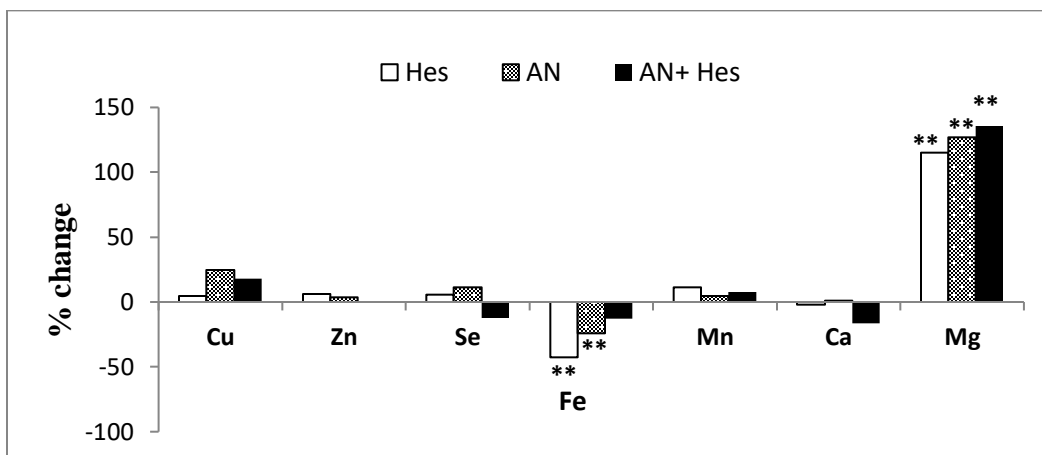 Hes AN AN+ Hes
% change
150
100
50
0
-50
-100
** ** **
Cu Zn Se Mn Ca Mg
** **
Fe